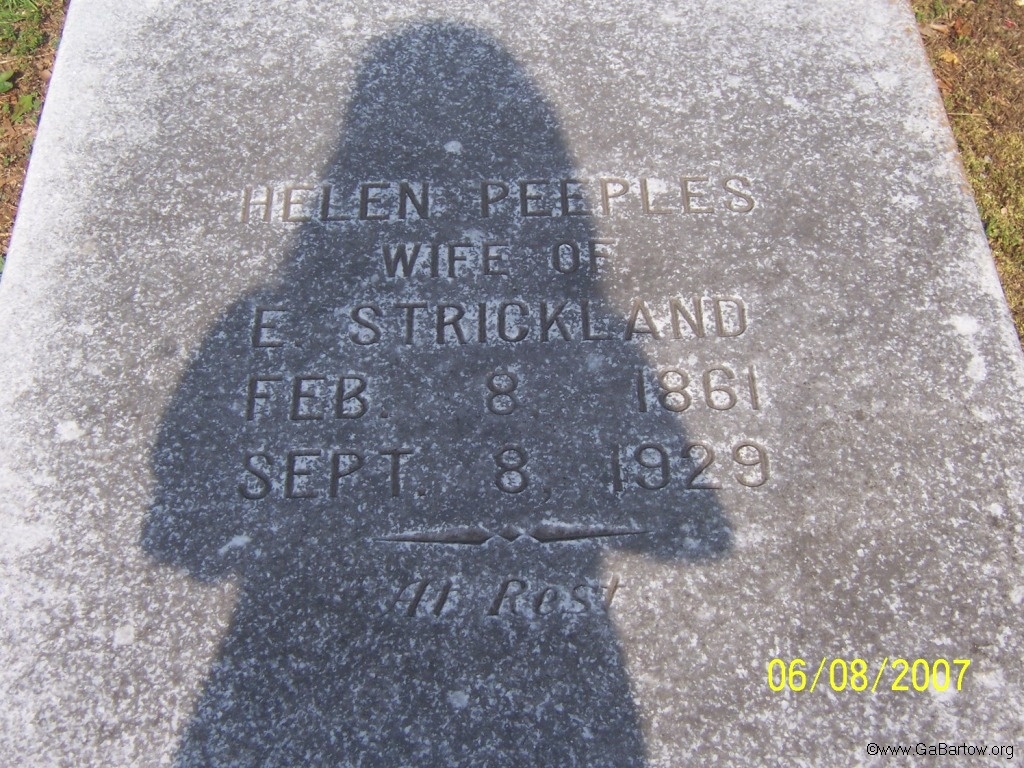 HELEN PEEPLES
WIFE OF
E. STRICKLAND
FEB. 8, 1861
SEPT. 8, 1929
At Rest
06/08/2007
©www.GaBartow.org